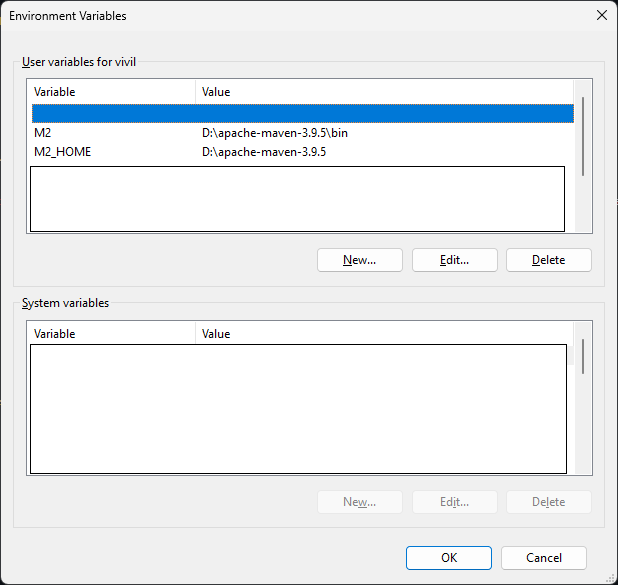 Environment Variables
User variables for vivil
Variable Value
M2 D:\apache-maven-3.9.5\bin
M2_HOME D:\apache-maven-3.9.5
New... Edit... Delete
System variables
Variable Value
New... Edit... Delete
OK Cancel